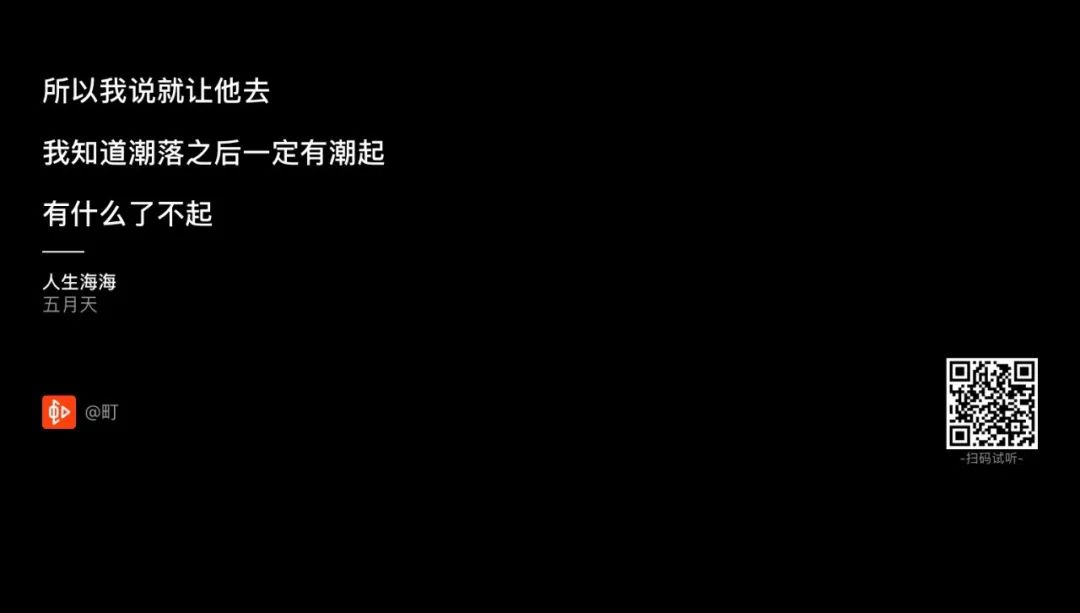 所以我说就让他去
我知道潮落之后一定有潮起
有什么了不起
人生海海
五月天
@町
-扫码试听-